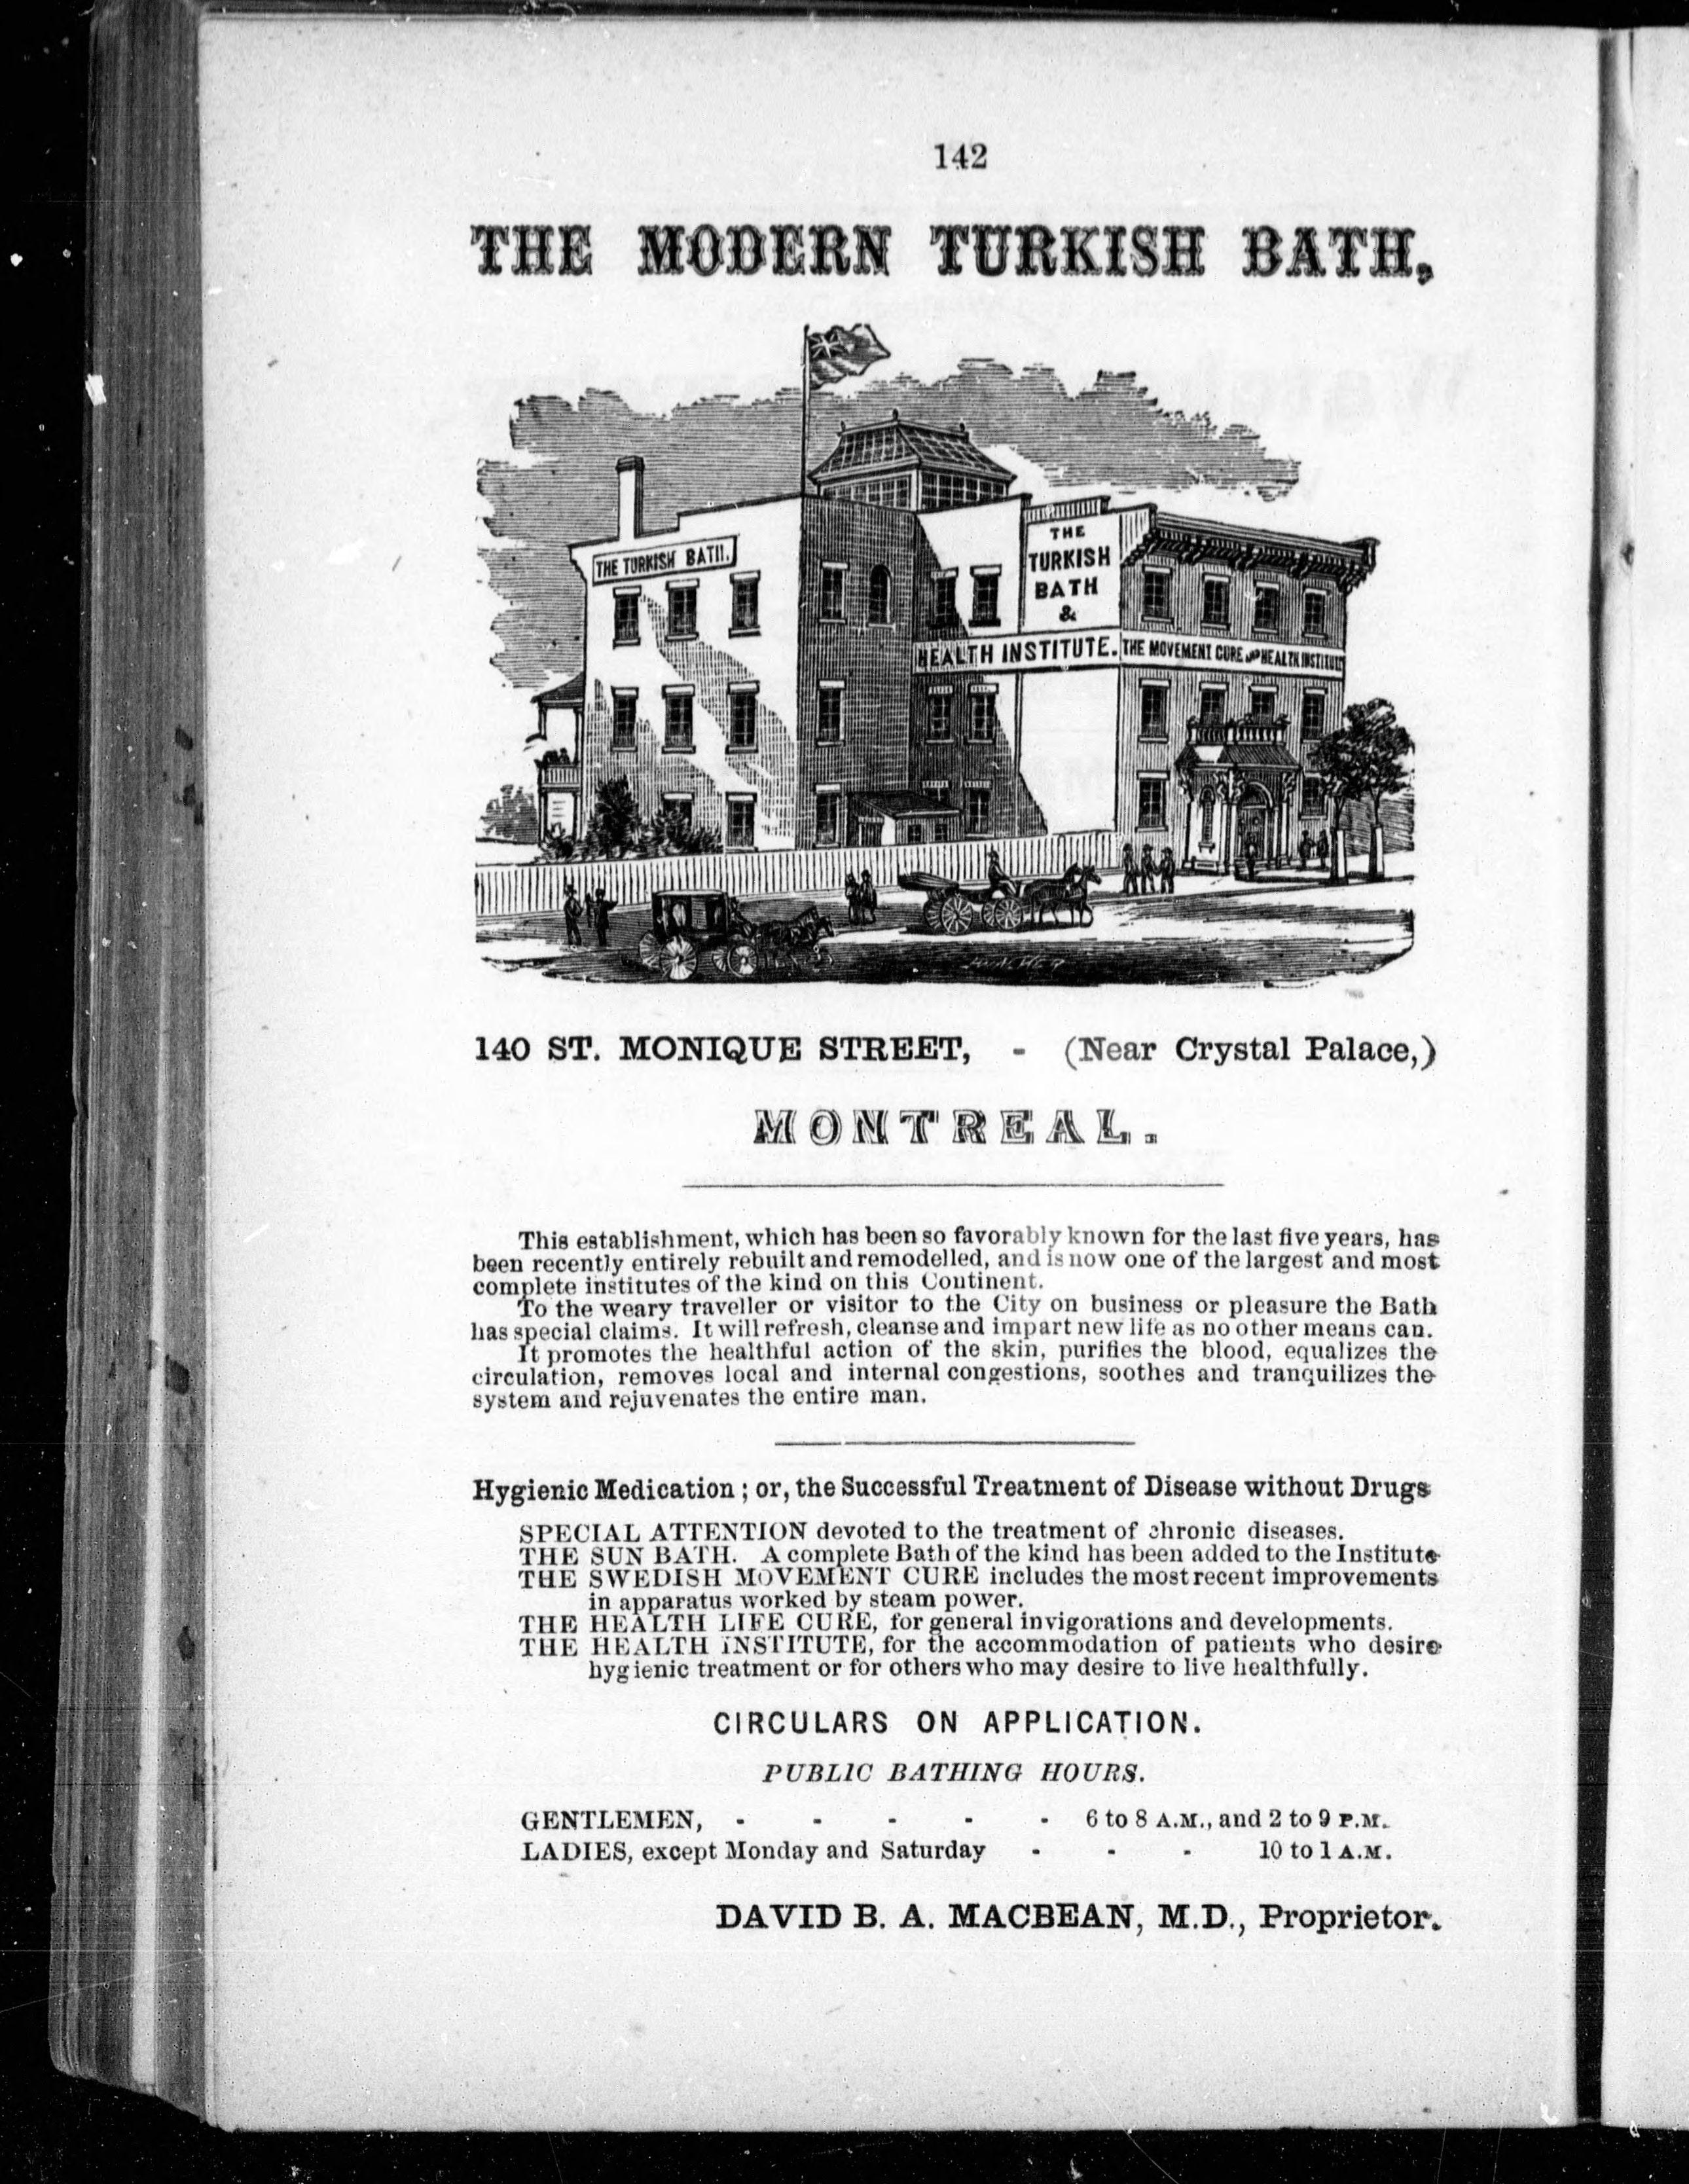 142
THE MODERN TURKISH BATH,
THE TURKISH BATH.
THE
TURKISH
BATH
&
HEALTH INSTITUTE.
THE MOVEMENT CURE AND HEALTH INSTITUTE
140 ST. MONIQUE STREET, - (Near Crystal Palace,)
MONTREAL.
This establishment, which has been so favorably known for the last five years, has
been recently entirely rebuilt and remodelled, and is now one of the largest and most
complete institutes of the kind on this Continent.
To the weary traveller or visitor to the City on business or pleasure the Bath
has special claims. It will refresh, cleanse and impart new life as no other means can.
It promotes the healthful action of the skin, purifies the blood, equalizes the
circulation, removes local and internal congestions, soothes and tranquilizes the
system and rejuvenates the entire man.
Hygienic Medication ; or, the Successful Treatment of Disease without Drugs
SPECIAL ATTENTION devoted to the treatment of chronic diseases.
THE SUN BATH. A complete Bath of the kind has been added to the Institute
THE SWEDISH MOVEMENT CURE includes the most recent improvements
in apparatus worked by steam power.
THE HEALTH LIFE CURE, for general invigorations and developments.
THE HEALTH INSTITUTE, for the accommodation of patients who desire
hygienic treatment or for others who may desire to live healthfully.
CIRCULARS ON APPLICATION.
PUBLIC BATHING HOURS.
GENTLEMEN, - - - - - 6 to 8 A.M., and 2 to 9 P.M.
LADIES, except Monday and Saturday - - - 10 to 1 A.M.
DAVID B. A. MACBEAN, M.D., Proprietor.